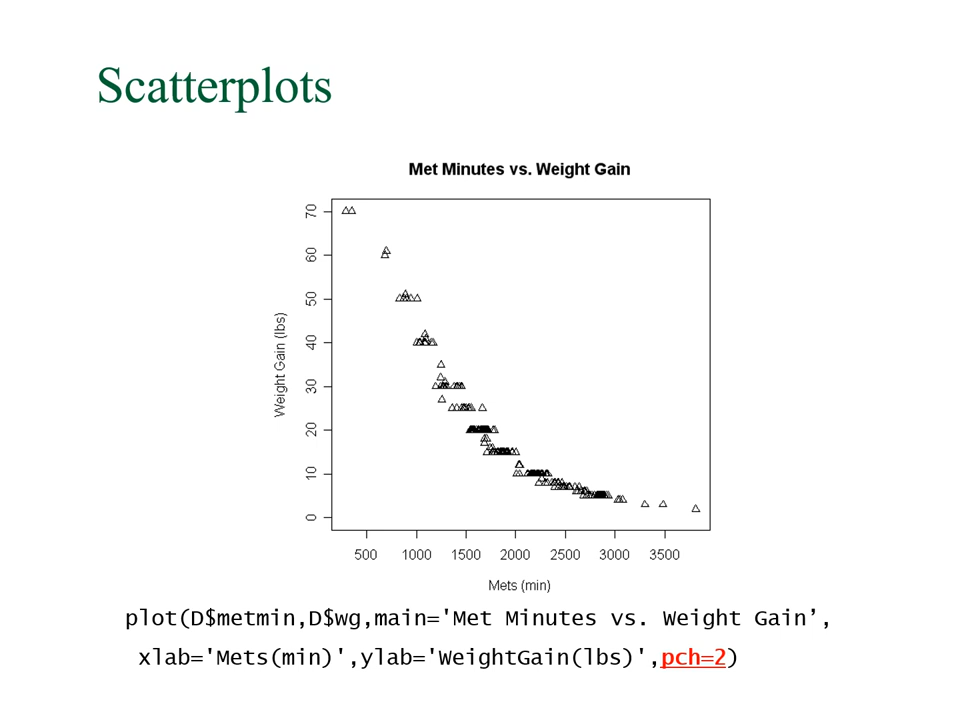 Scatterplots
Met Minutes vs. Weight Gain
Weight Gain (lbs)
70
60
50
40
30
20
10
0
500 1000 1500 2000 2500 3000 3500
Mets (min)
plot(D$metmin,D$wg,main='Met Minutes vs. Weight Gain’,
xlab='Mets(min)',ylab='WeightGain(lbs)',pch=2)